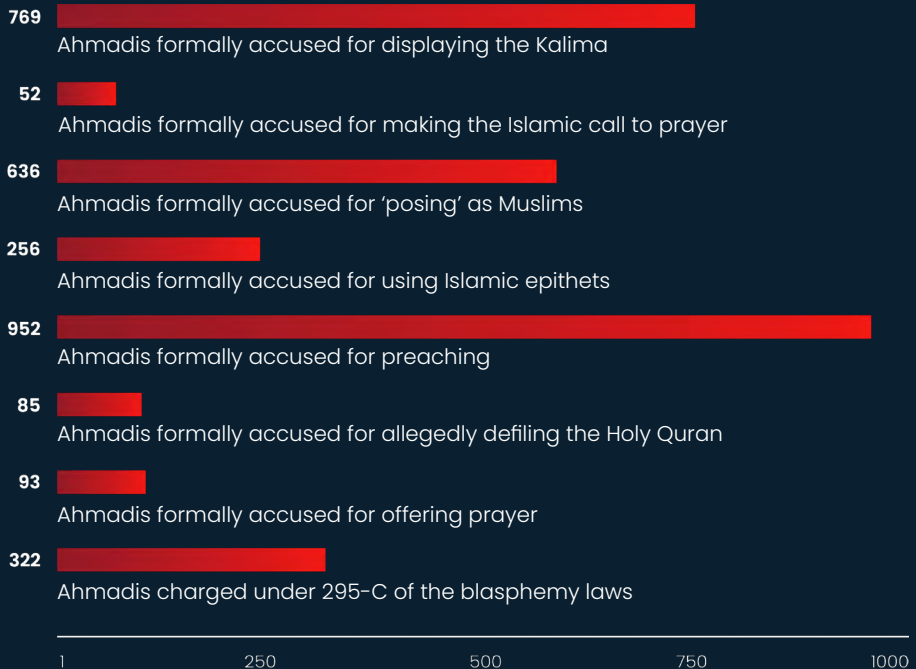 769
Ahmadis formally accused for displaying the Kalima
52
Ahmadis formally accused for making the Islamic call to prayer
636
Ahmadis formally accused for ‘posing’ as Muslims
256
Ahmadis formally accused for using Islamic epithets
952
Ahmadis formally accused for preaching
85
Ahmadis formally accused for allegedly defiling the Holy Quran
93
Ahmadis formally accused for offering prayer
322
Ahmadis charged under 295-C of the blasphemy laws
1 250 500 750 1000